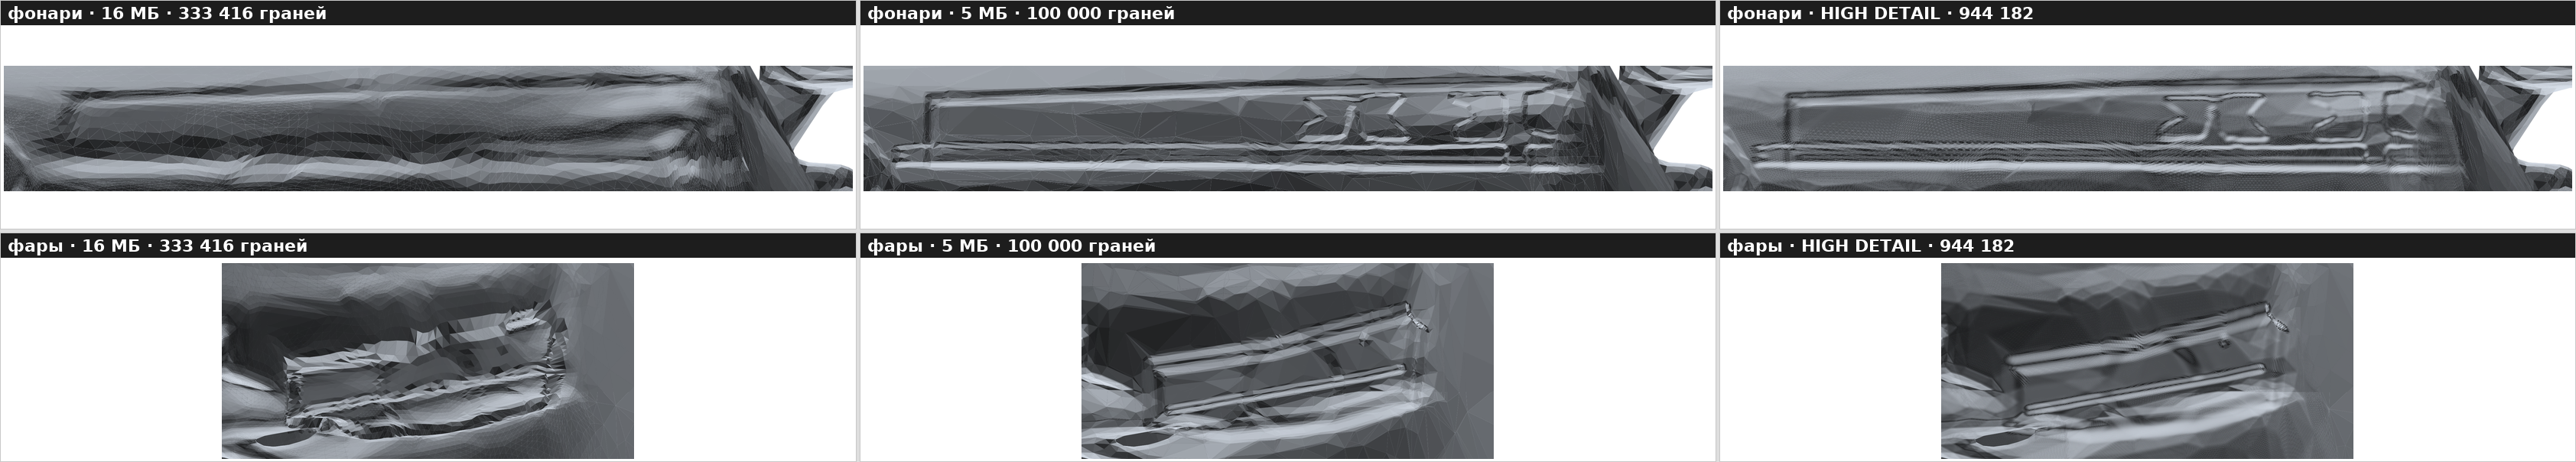 фонари · 16 МБ · 333 416 граней
фонари · 5 МБ · 100 000 граней
фонари · HIGH DETAIL · 944 182
фары · 16 МБ · 333 416 граней
фары · 5 МБ · 100 000 граней
фары · HIGH DETAIL · 944 182